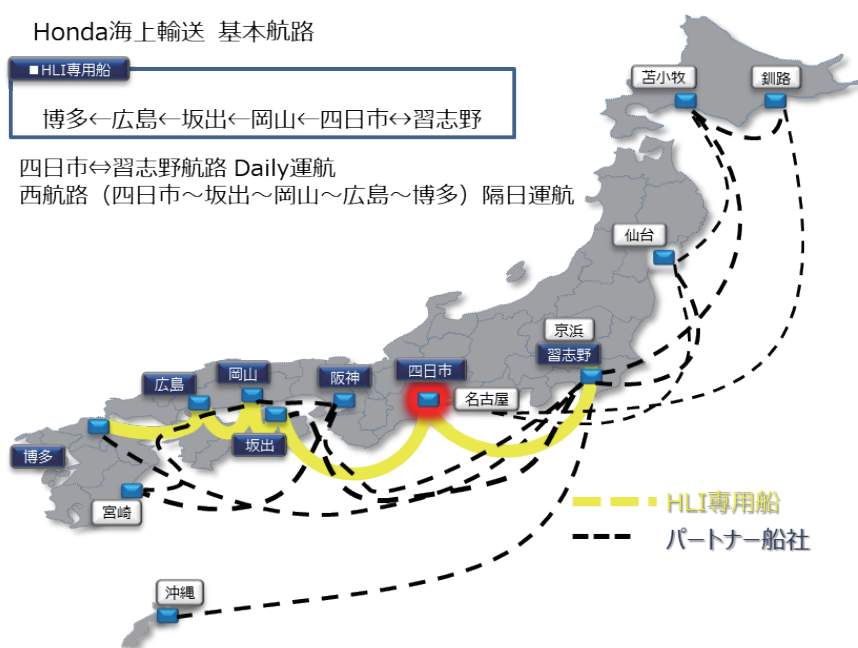 Honda海上輸送 基本航路
■HLI専用船
博多←広島←坂出←岡山←四日市↔習志野
四日市⇔習志野航路 Daily運航
西航路（四日市～坂出～岡山～広島～博多）隔日運航
苫小牧
釧路
仙台
京浜
習志野
四日市
名古屋
阪神
岡山
広島
坂出
博多
宮崎
沖縄
HLI専用船
パートナー船社